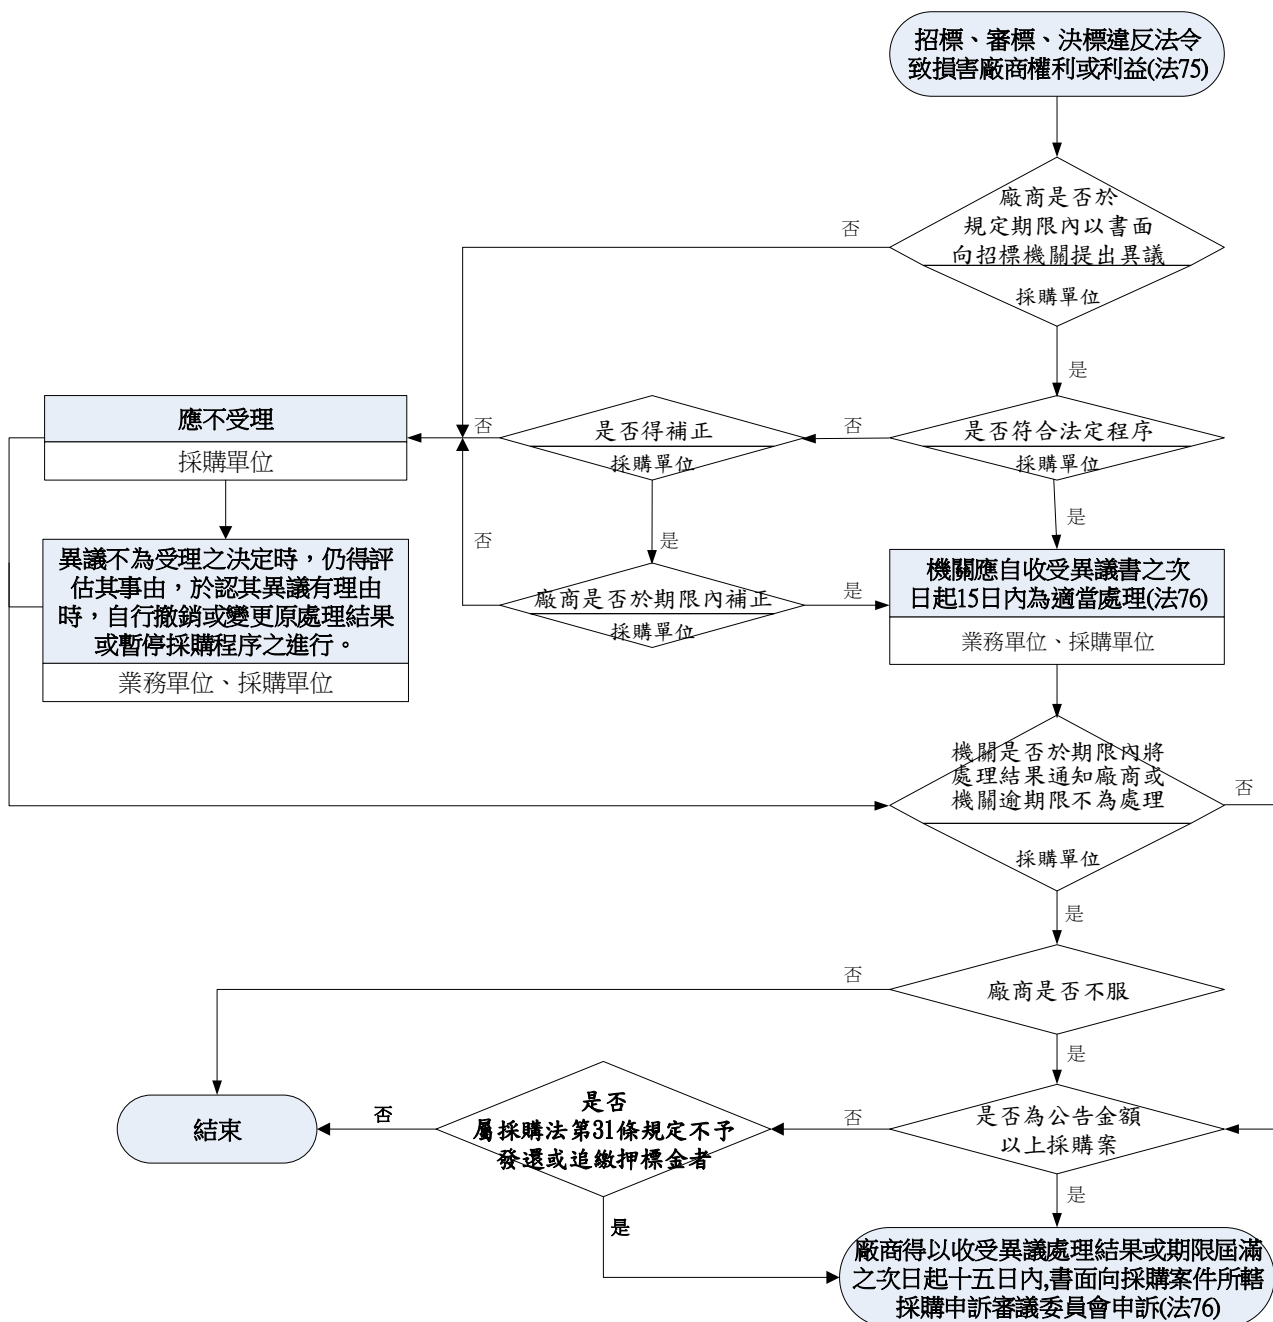 招標、審標、決標違反法令
致損害廠商權利或利益(法75)
廠商是否於
規定期限內以書面
向招標機關提出異議
採購單位
否
是
應不受理
採購單位
否
是否得補正
採購單位
否
是否符合法定程序
採購單位
是
是
否
異議不為受理之決定時，仍得評
估其事由，於認其異議有理由
時，自行撤銷或變更原處理結果
或暫停採購程序之進行。
業務單位、採購單位
廠商是否於期限內補正
採購單位
是
機關應自收受異議書之次
日起15日內為適當處理(法76)
業務單位、採購單位
機關是否於期限內將
處理結果通知廠商或
機關逾期限不為處理
採購單位
否
是
否
廠商是否不服
是
結束
否
是否
屬採購法第31條規定不予
發還或追繳押標金者
否
是否為公告金額
以上採購案
是
是
廠商得以收受異議處理結果或期限屆滿
之次日起十五日內,書面向採購案件所轄
採購申訴審議委員會申訴(法76)